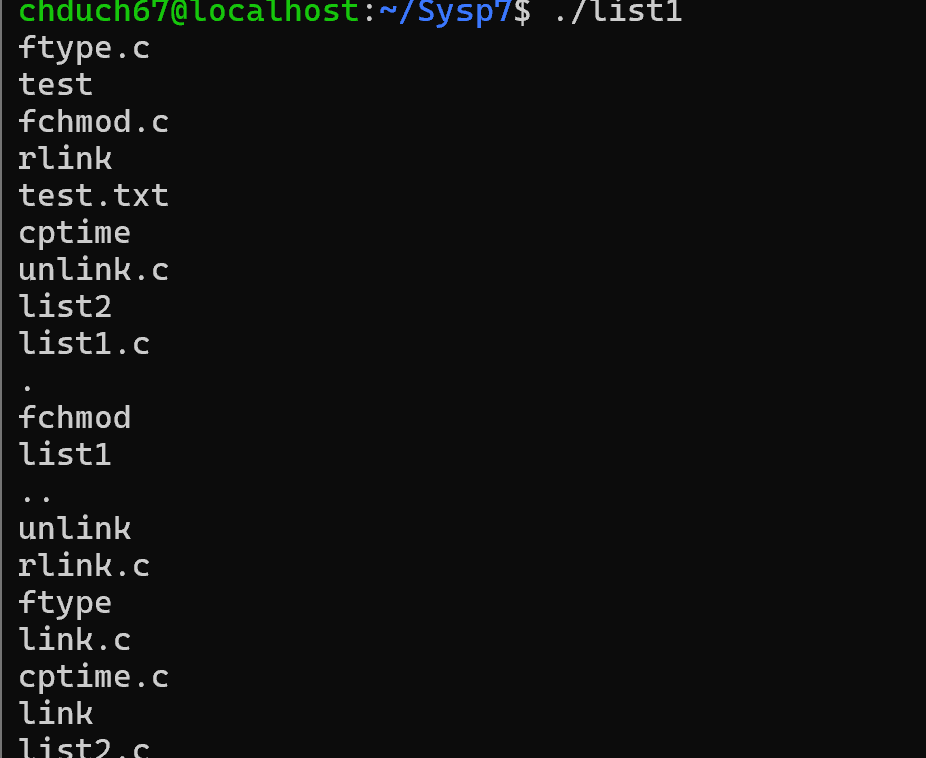 chduch67@localhost:~/Sysp7$ ./list1
ftype.c
test
fchmod.c
rlink
test.txt
cptime
unlink.c
list2
list1.c
.
fchmod
list1
..
unlink
rlink.c
ftype
link.c
cptime.c
link
list2.c